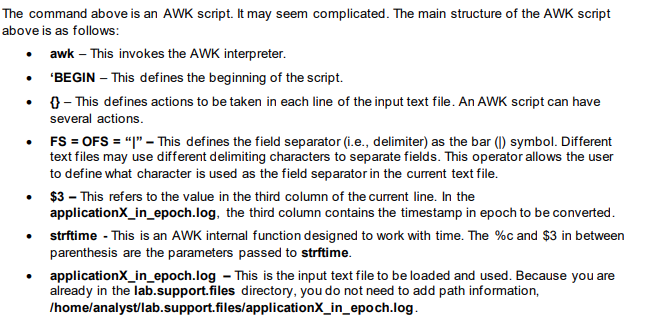 The command above is an AWK script. It may seem complicated. The main structure of the AWK script
above is as follows:
• awk – This invokes the AWK interpreter.
• ‘BEGIN – This defines the beginning of the script.
• {} – This defines actions to be taken in each line of the input text file. An AWK script can have
several actions.
• FS = OFS = “|” – This defines the field separator (i.e., delimiter) as the bar (|) symbol. Different
text files may use different delimiting characters to separate fields. This operator allows the user
to define what character is used as the field separator in the current text file.
• $3 – This refers to the value in the third column of the current line. In the
applicationX_in_epoch.log, the third column contains the timestamp in epoch to be converted.
• strftime - This is an AWK internal function designed to work with time. The %c and $3 in between
parenthesis are the parameters passed to strftime.
• applicationX_in_epoch.log – This is the input text file to be loaded and used. Because you are
already in the lab.support.files directory, you do not need to add path information,
/home/analyst/lab.support.files/applicationX_in_epoch.log.